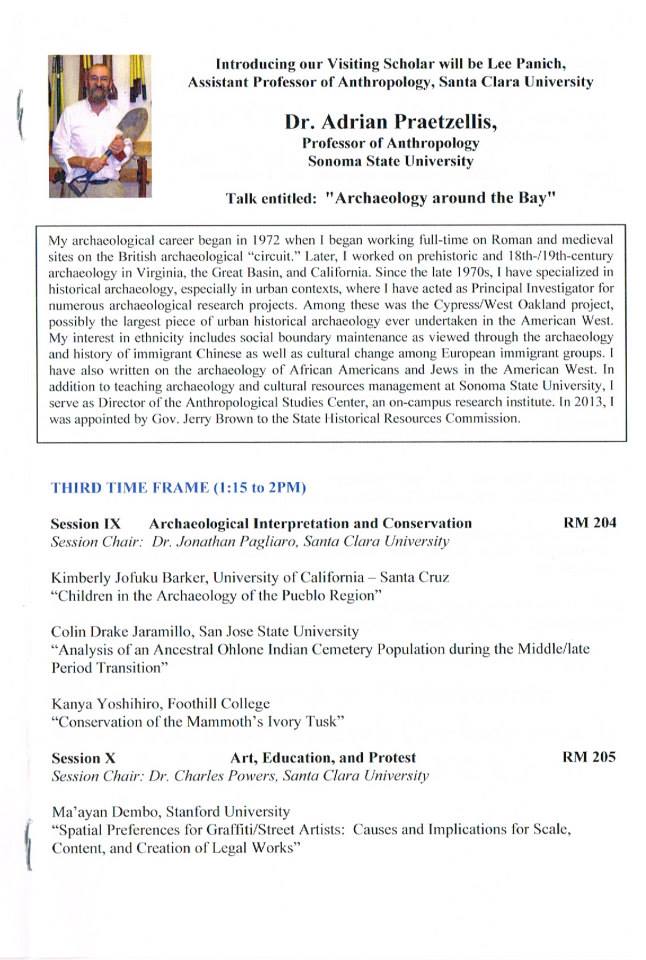 Introducing our Visiting Scholar will be Lee Panich,
Assistant Professor of Anthropology, Santa Clara University
Dr. Adrian Praetzellis,
Professor of Anthropology
Sonoma State University
Talk entitled: "Archaeology around the Bay"
My archaeological career began in 1972 when I began working full-time on Roman and medieval
sites on the British archaeological “circuit.” Later, I worked on prehistoric and 18th-/19th-century
archaeology in Virginia, the Great Basin, and California. Since the late 1970s, I have specialized in
historical archaeology, especially in urban contexts, where I have acted as Principal Investigator for
numerous archaeological research projects. Among these was the Cypress/West Oakland project,
possibly the largest piece of urban historical archaeology ever undertaken in the American West.
My interest in ethnicity includes social boundary maintenance as viewed through the archaeology
and history of immigrant Chinese as well as cultural change among European immigrant groups. I
have also written on the archaeology of African Americans and Jews in the American West. In
addition to teaching archaeology and cultural resources management at Sonoma State University, I
serve as Director of the Anthropological Studies Center, an on-campus research institute. In 2013, I
was appointed by Gov. Jerry Brown to the State Historical Resources Commission.
THIRD TIME FRAME (1:15 to 2PM)
Session IX Archaeological Interpretation and Conservation RM 204
Session Chair: Dr. Jonathan Pagliaro, Santa Clara University
Kimberly Jofuku Barker, University of California – Santa Cruz
“Children in the Archaeology of the Pueblo Region”
Colin Drake Jaramillo, San Jose State University
“Analysis of an Ancestral Ohlone Indian Cemetery Population during the Middle/late
Period Transition”
Kanya Yoshihiro, Foothill College
“Conservation of the Mammoth’s Ivory Tusk”
Session X Art, Education, and Protest RM 205
Session Chair: Dr. Charles Powers, Santa Clara University
Ma’ayan Dembo, Stanford University
“Spatial Preferences for Graffiti/Street Artists: Causes and Implications for Scale,
Content, and Creation of Legal Works”